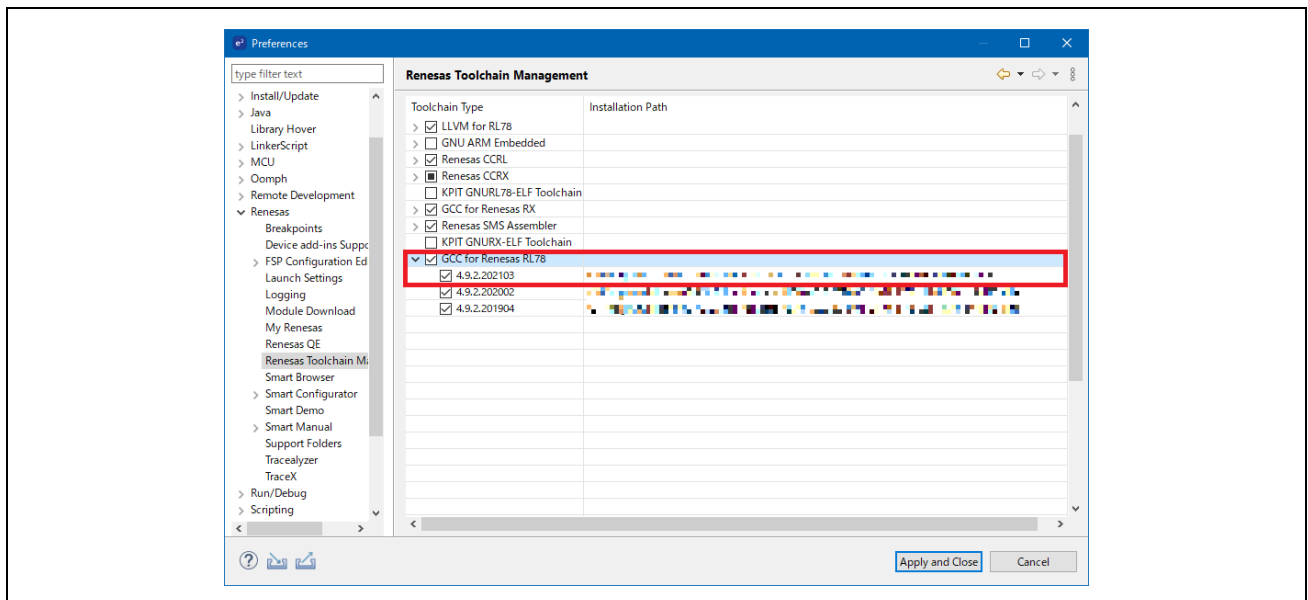 e² Preferences
type filter text
Renesas Toolchain Management
Install/Update
Java
Library Hover
LinkerScript
MCU
Oomph
Remote Development
Renesas
Breakpoints
Device add-ins Suppo
FSP Configuration Ed
Launch Settings
Logging
Module Download
My Renesas
Renesas QE
Renesas Toolchain Ma
Smart Browser
Smart Configurator
Smart Demo
Smart Manual
Support Folders
Tracealyzer
TraceX
Run/Debug
Scripting
Toolchain Type Installation Path
LLVM for RL78
GNU ARM Embedded
Renesas CCRL
Renesas CCRX
KPIT GNURL78-ELF Toolchain
GCC for Renesas RX
Renesas SMS Assembler
KPIT GNURX-ELF Toolchain
GCC for Renesas RL78
4.9.2.202103
4.9.2.202002
4.9.2.201904
Apply and Close Cancel